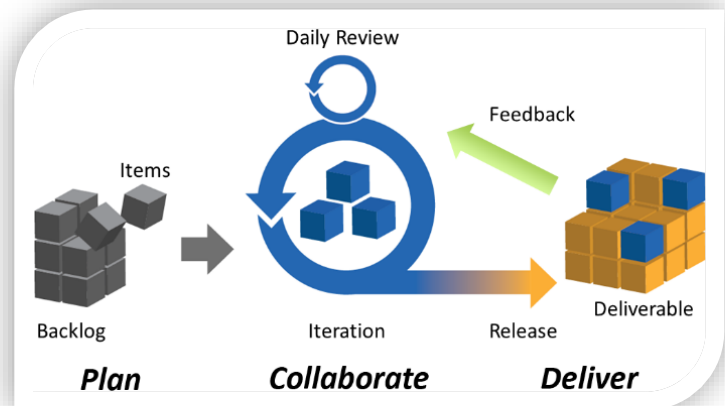 Daily Review
Feedback
Items
Backlog
Iteration
Release
Deliverable
Plan
Collaborate
Deliver